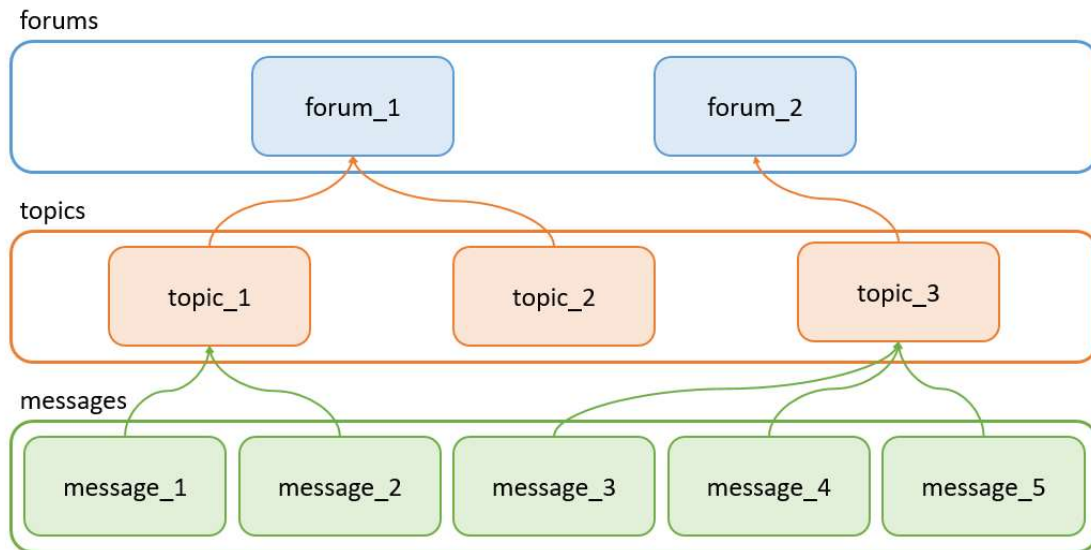 forums
forum_1
forum_2
topics
topic_1
topic_2
topic_3
messages
message_1
message_2
message_3
message_4
message_5